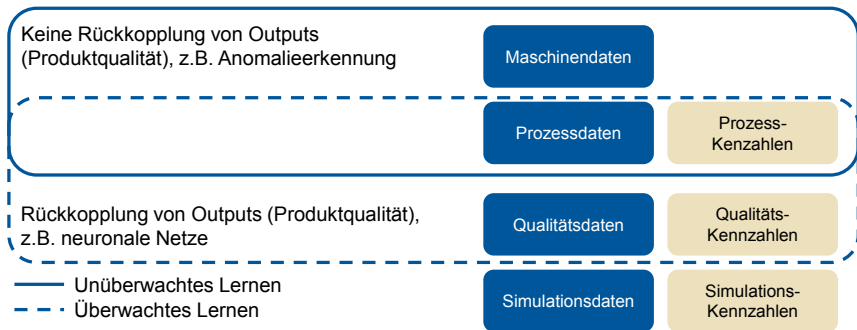 Keine Rückkopplung von Outputs
(Produktqualität), z.B. Anomalieerkennung
Maschinendaten
Prozessdaten
Prozess-
Kenzahlen
Rückkopplung von Outputs (Produktqualität),
z.B. neuronale Netze
Qualitätsdaten
Qualitäts-
Kennzahlen
Unüberwachtes Lernen
Überwachtes Lernen
Simulationsdaten
Simulations-
Kennzahlen